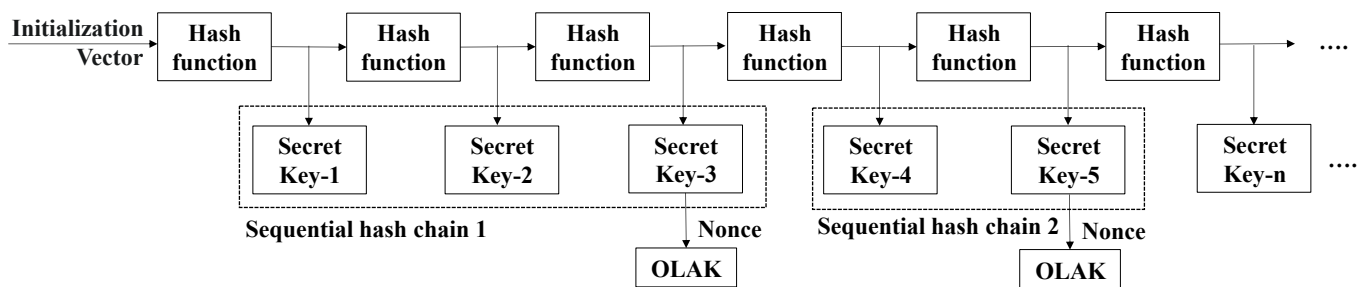 Initialization
Vector
Hash
function
Hash
function
Hash
function
Hash
function
Hash
function
Hash
function
....
Secret
Key-1
Secret
Key-2
Secret
Key-3
Secret
Key-4
Secret
Key-5
Secret
Key-n
....
Sequential hash chain 1
Nonce
Sequential hash chain 2
Nonce
OLAK
OLAK